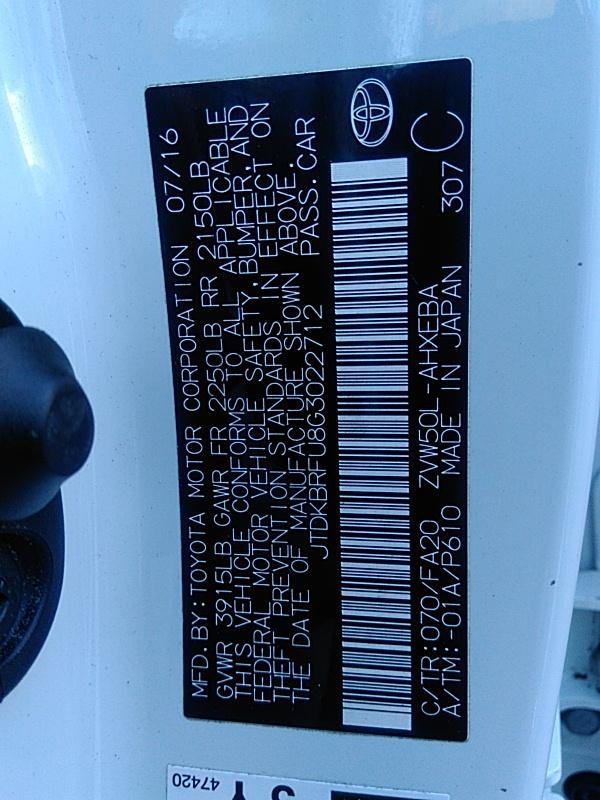 MFD. BY:TOYOTA MOTOR CORPORATION 07/16
GVWR 3915LB GAWR FR 2250LB RR 2150LB
THIS VEHICLE CONFORMS TO ALL APPLICABLE
FEDERAL MOTOR VEHICLE SAFETY, BUMPER, AND
THEFT PREVENTION STANDARDS IN EFFECT ON
THE DATE OF MANUFACTURE SHOWN ABOVE.
JTDKBRFU8G3022712 PASS. CAR
C/TR:070/FA20 ZVW50L-AHXEBA
A/TM:-01A/P610 MADE IN JAPAN 307 C
47420